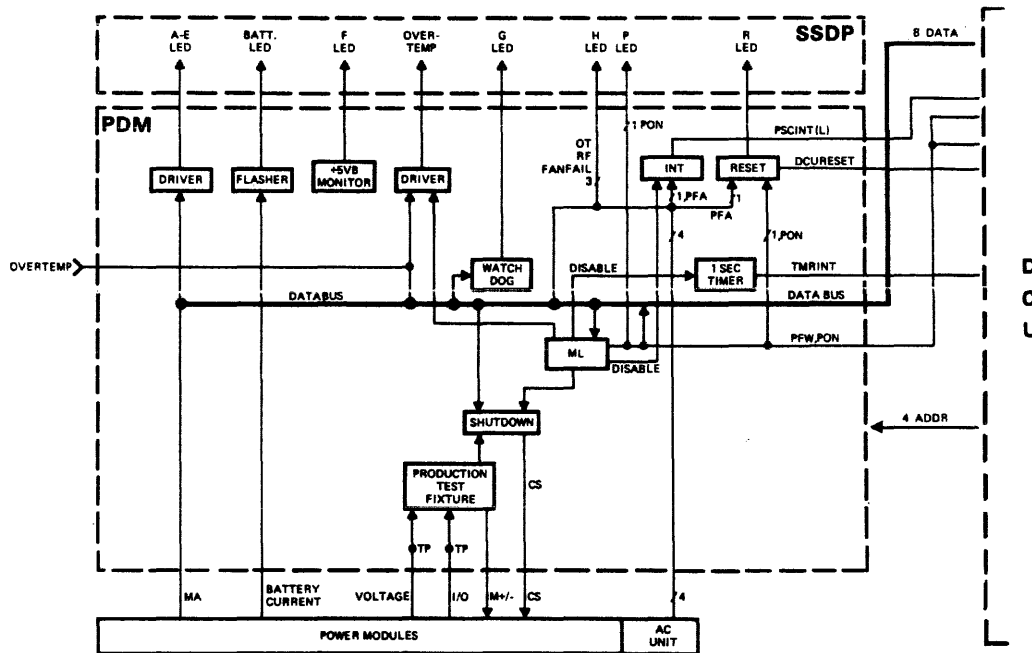 A-E
LED
BATT.
LED
F
LED
OVER-
TEMP
G
LED
H
LED
P
LED
R
LED
SSDP
8 DATA
PDM
1 PON
PSCINT(L)
OT
RF
FANFAIL
3
DRIVER
FLASHER
+5VB
MONITOR
DRIVER
INT
RESET
DCURESET
1,PFA
1
PFA
4
1,PON
OVERTEMP
WATCH
DOG
DISABLE
1 SEC
TIMER
TMRINT
DATABUS
DATA BUS
D
C
U
ML
PFW,PON
DISABLE
SHUTDOWN
4 ADDR
PRODUCTION
TEST
FIXTURE
CS
TP
TP
MA
BATTERY
CURRENT
VOLTAGE
I/O
M+/-
CS
4
POWER MODULES
AC
UNIT